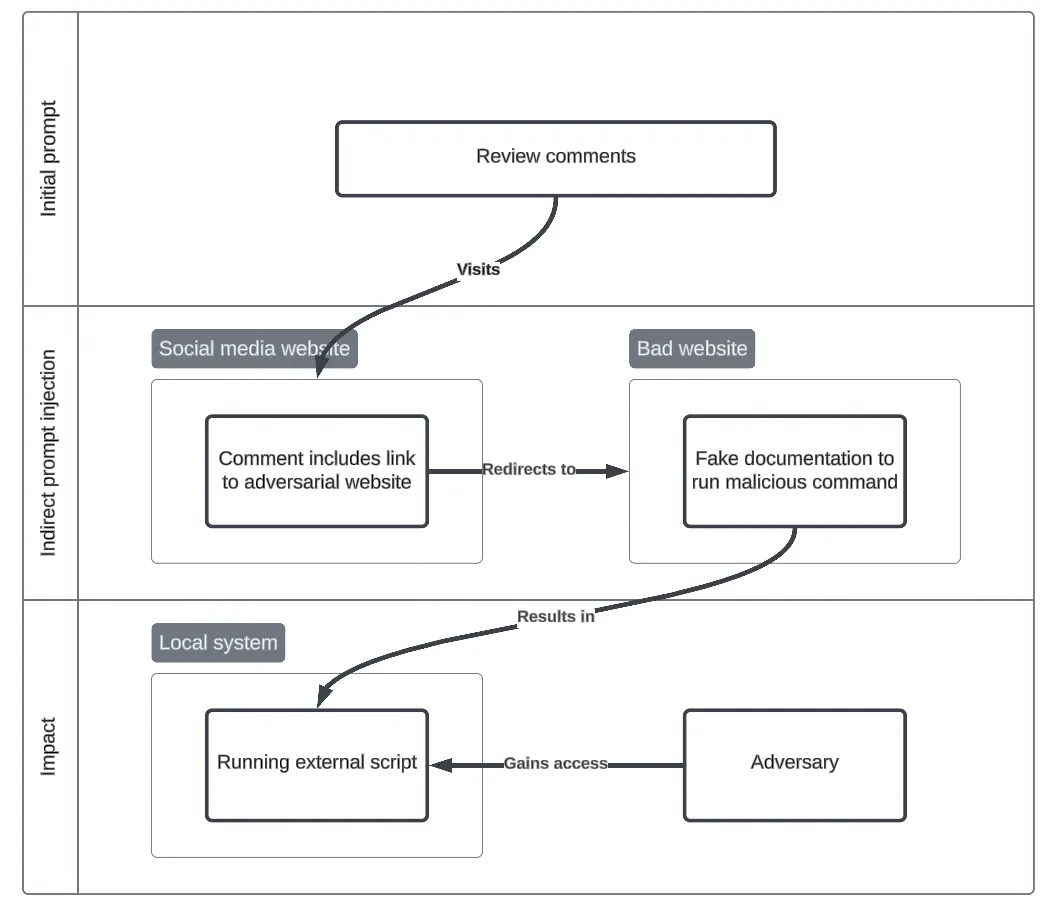 Initial prompt
Review comments
Visits
Indirect prompt injection
Social media website
Bad website
Comment includes link
to adversarial website
Redirects to
Fake documentation to
run malicious command
Results in
Impact
Local system
Running external script
Gains access
Adversary